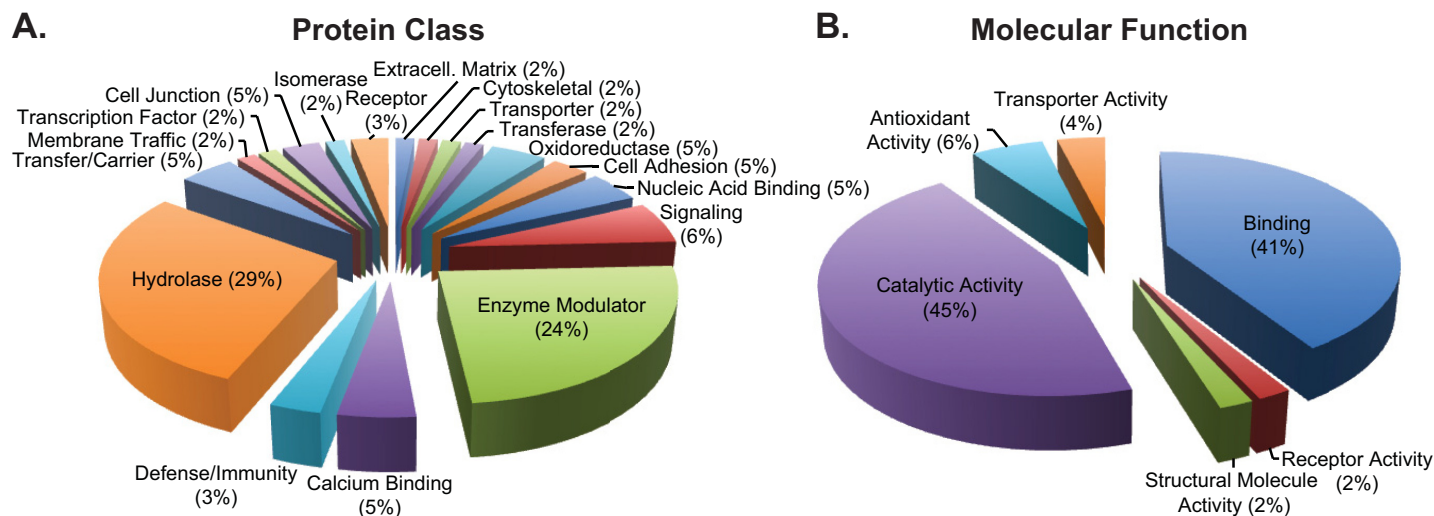 A.
Protein Class
Extracell. Matrix (2%)
Cytoskeletal (2%)
Transporter (2%)
Transferase (2%)
Oxidoreductase (5%)
Cell Adhesion (5%)
Nucleic Acid Binding (5%)
Signaling
(6%)
Enzyme Modulator
(24%)
Calcium Binding
(5%)
Defense/Immunity
(3%)
Hydrolase (29%)
Transfer/Carrier (5%)
Membrane Traffic (2%)
Transcription Factor (2%)
Cell Junction (5%)
Isomerase
(2%)
Receptor
(3%)
B.
Molecular Function
Binding
(41%)
Receptor Activity
(2%)
Structural Molecule
Activity (2%)
Catalytic Activity
(45%)
Antioxidant
Activity (6%)
Transporter Activity
(4%)